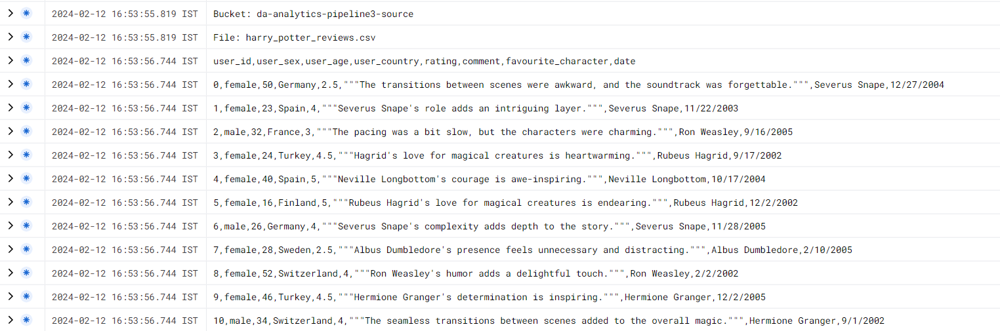 2024-02-12 16:53:55.819 IST Bucket: da-analytics-pipeline3-source
2024-02-12 16:53:55.819 IST File: harry_potter_reviews.csv
2024-02-12 16:53:56.744 IST user_id,user_sex,user_age,user_country,rating,comment,favourite_character,date
2024-02-12 16:53:56.744 IST 0,female,50,Germany,2.5,"""The transitions between scenes were awkward, and the soundtrack was forgettable.""",Severus Snape,12/27/2004
2024-02-12 16:53:56.744 IST 1,female,23,Spain,4,"""Severus Snape's role adds an intriguing layer.""",Severus Snape,11/22/2003
2024-02-12 16:53:56.744 IST 2,male,32,France,3,"""The pacing was a bit slow, but the characters were charming.""",Ron Weasley,9/16/2005
2024-02-12 16:53:56.744 IST 3,female,24,Turkey,4.5,"""Hagrid's love for magical creatures is heartwarming.""",Rubeus Hagrid,9/17/2002
2024-02-12 16:53:56.744 IST 4,female,40,Spain,5,"""Neville Longbottom's courage is awe-inspiring.""",Neville Longbottom,10/17/2004
2024-02-12 16:53:56.744 IST 5,female,16,Finland,5,"""Rubeus Hagrid's love for magical creatures is endearing.""",Rubeus Hagrid,12/2/2002
2024-02-12 16:53:56.744 IST 6,male,26,Germany,4,"""Severus Snape's complexity adds depth to the story.""",Severus Snape,11/28/2005
2024-02-12 16:53:56.744 IST 7,female,28,Sweden,2.5,"""Albus Dumbledore's presence feels unnecessary and distracting.""",Albus Dumbledore,2/10/2005
2024-02-12 16:53:56.744 IST 8,female,52,Switzerland,4,"""Ron Weasley's humor adds a delightful touch.""",Ron Weasley,2/2/2002
2024-02-12 16:53:56.744 IST 9,female,46,Turkey,4.5,"""Hermione Granger's determination is inspiring.""",Hermione Granger,12/2/2005
2024-02-12 16:53:56.744 IST 10,male,34,Switzerland,4,"""The seamless transitions between scenes added to the overall magic.""",Hermione Granger,9/1/2002